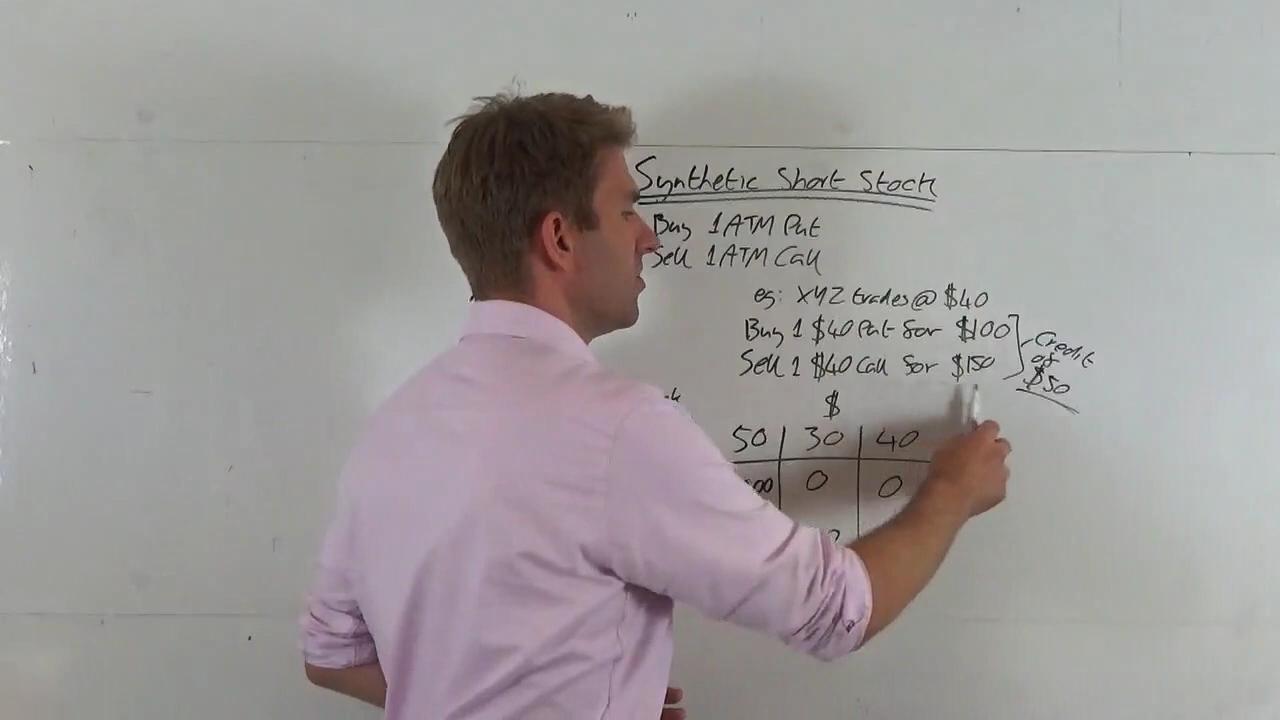 Synthetic Short Stock
Buy 1 ATM Put
Sell 1 ATM Call
eg: XYZ trades @ $40
Buy 1 $40 Put for $100
Sell 1 $40 Call for $150
Credit
of
$50
$
50 30 40
0 0